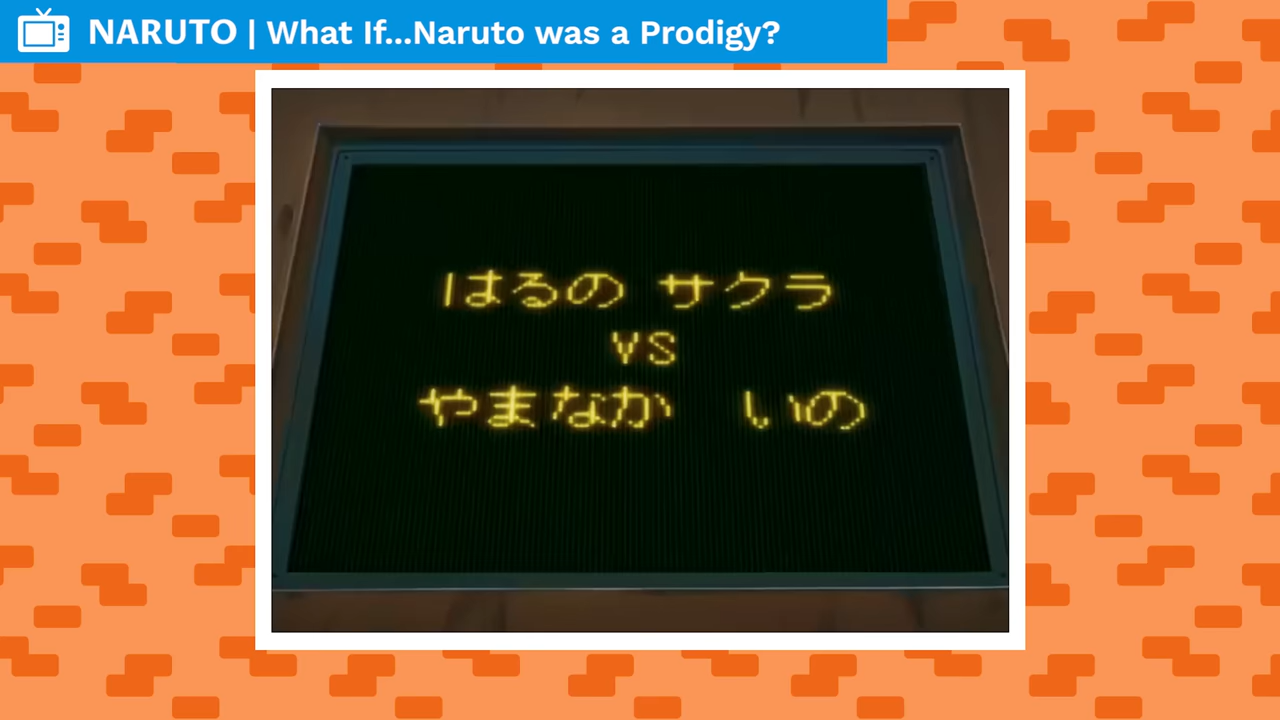 NARUTO | What If...Naruto was a Prodigy?
はるの サクラ
VS
やまなか いの